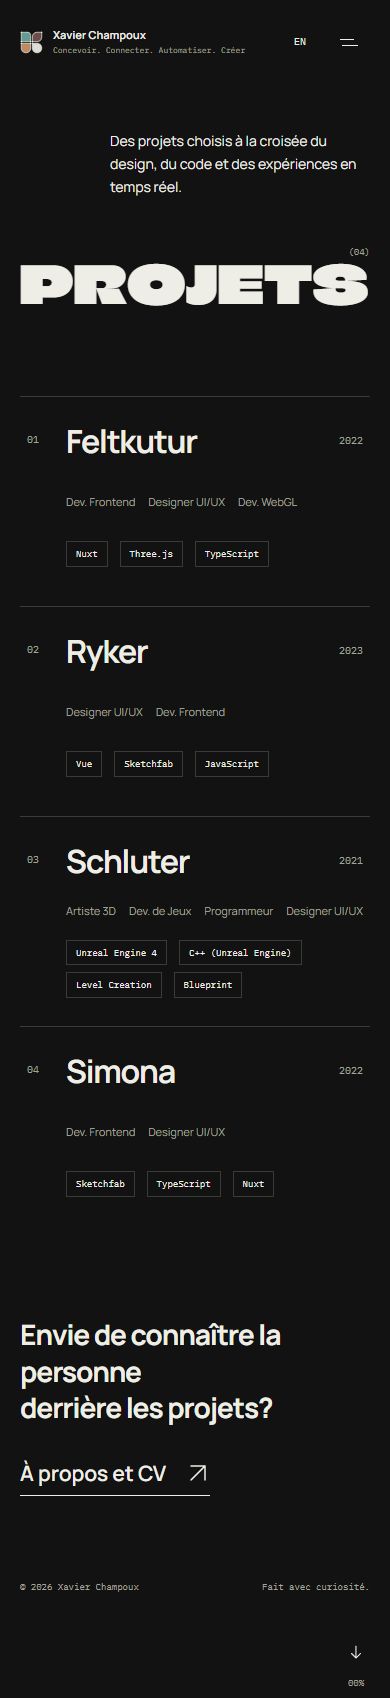 Xavier Champoux
Concevoir. Connecter. Automatiser. Créer
EN
Des projets choisis à la croisée du
design, du code et des expériences en
temps réel.
(04)
PROJETS
01 Feltkutur 2022
Dev. Frontend Designer UI/UX Dev. WebGL
Nuxt Three.js TypeScript
02 Ryker 2023
Designer UI/UX Dev. Frontend
Vue Sketchfab JavaScript
03 Schluter 2021
Artiste 3D Dev. de Jeux Programmeur Designer UI/UX
Unreal Engine 4 C++ (Unreal Engine)
Level Creation Blueprint
04 Simona 2022
Dev. Frontend Designer UI/UX
Sketchfab TypeScript Nuxt
Envie de connaître la
personne
derrière les projets?
À propos et CV
© 2026 Xavier Champoux Fait avec curiosité.
00%